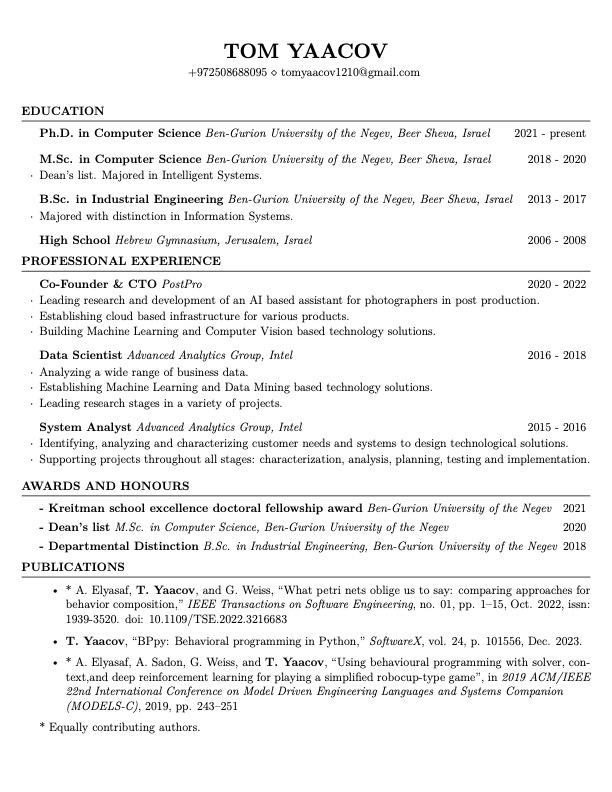 TOM YAACOV
+972508688095 ⋄ tomyaacov1210@gmail.com
EDUCATION
Ph.D. in Computer Science Ben-Gurion University of the Negev, Beer Sheva, Israel 2021 - present
M.Sc. in Computer Science Ben-Gurion University of the Negev, Beer Sheva, Israel 2018 - 2020
· Dean's list. Majored in Intelligent Systems.
B.Sc. in Industrial Engineering Ben-Gurion University of the Negev, Beer Sheva, Israel 2013 - 2017
· Majored with distinction in Information Systems.
High School Hebrew Gymnasium, Jerusalem, Israel 2006 - 2008
PROFESSIONAL EXPERIENCE
Co-Founder & CTO PostPro 2020 - 2022
· Leading research and development of an AI based assistant for photographers in post production.
· Establishing cloud based infrastructure for various products.
· Building Machine Learning and Computer Vision based technology solutions.
Data Scientist Advanced Analytics Group, Intel 2016 - 2018
· Analyzing a wide range of business data.
· Establishing Machine Learning and Data Mining based technology solutions.
· Leading research stages in a variety of projects.
System Analyst Advanced Analytics Group, Intel 2015 - 2016
· Identifying, analyzing and characterizing customer needs and systems to design technological solutions.
· Supporting projects throughout all stages: characterization, analysis, planning, testing and implementation.
AWARDS AND HONOURS
- Kreitman school excellence doctoral fellowship award Ben-Gurion University of the Negev 2021
- Dean's list M.Sc. in Computer Science, Ben-Gurion University of the Negev 2020
- Departmental Distinction B.Sc. in Industrial Engineering, Ben-Gurion University of the Negev 2018
PUBLICATIONS
• * A. Elyasaf, T. Yaacov, and G. Weiss, “What petri nets oblige us to say: comparing approaches for
behavior composition,” IEEE Transactions on Software Engineering, no. 01, pp. 1–15, Oct. 2022, issn:
1939-3520. doi: 10.1109/TSE.2022.3216683
• T. Yaacov, “BPpy: Behavioral programming in Python,” SoftwareX, vol. 24, p. 101556, Dec. 2023.
• * A. Elyasaf, A. Sadon, G. Weiss, and T. Yaacov, “Using behavioural programming with solver, con-
text,and deep reinforcement learning for playing a simplified robocup-type game”, in 2019 ACM/IEEE
22nd International Conference on Model Driven Engineering Languages and Systems Companion
(MODELS-C), 2019, pp. 243–251
* Equally contributing authors.